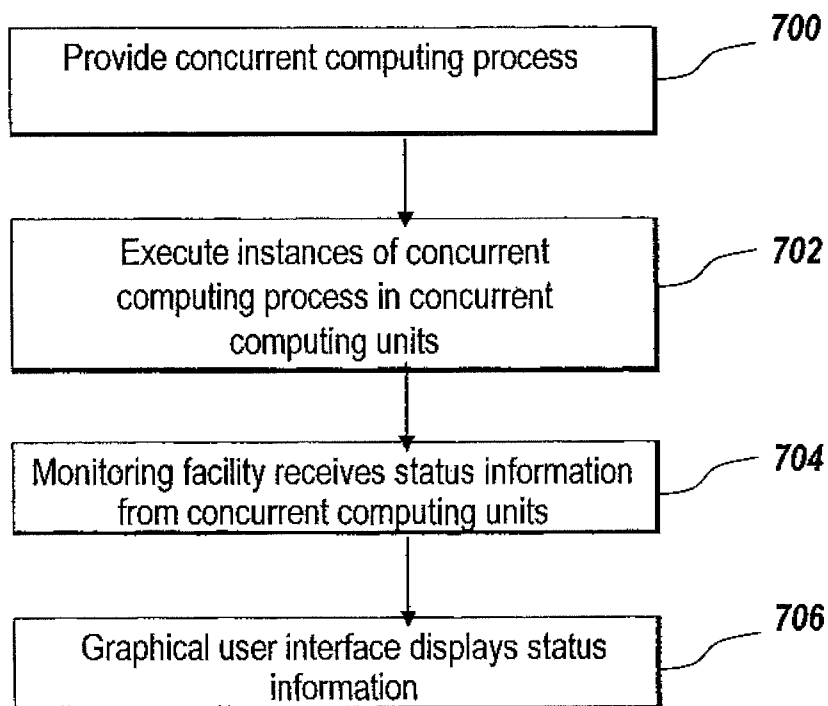 700
Provide concurrent computing process
702
Execute instances of concurrent
computing process in concurrent
computing units
704
Monitoring facility receives status information
from concurrent computing units
706
Graphical user interface displays status
information